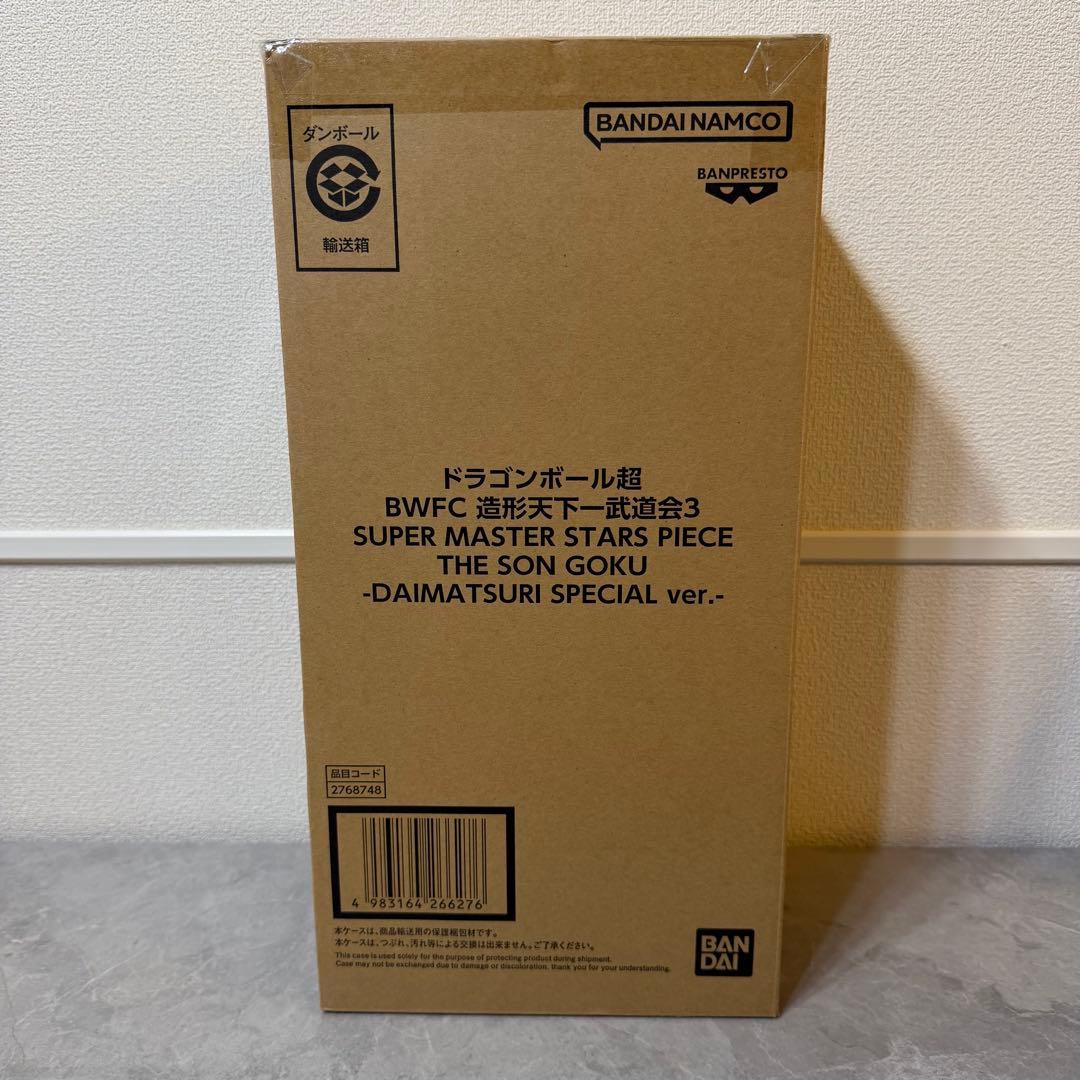 ダンボール
輸送箱
BANDAI NAMCO
BANPRESTO
ドラゴンボール超
BWFC 造形天下一武道会3
SUPER MASTER STARS PIECE
THE SON GOKU
-DAIMATSURI SPECIAL ver.-
品目コード
2768748
4 983164 266276
本ケースは、商品輸送用の保護梱包材です。
本ケースは、つぶれ、汚れ等による交換は出来ません。ご了承ください。
This case is used solely for the purpose of protecting product during shipment.
Case may not be exchanged due to damage or discoloration, thank you for your understanding.
BAN
DAI